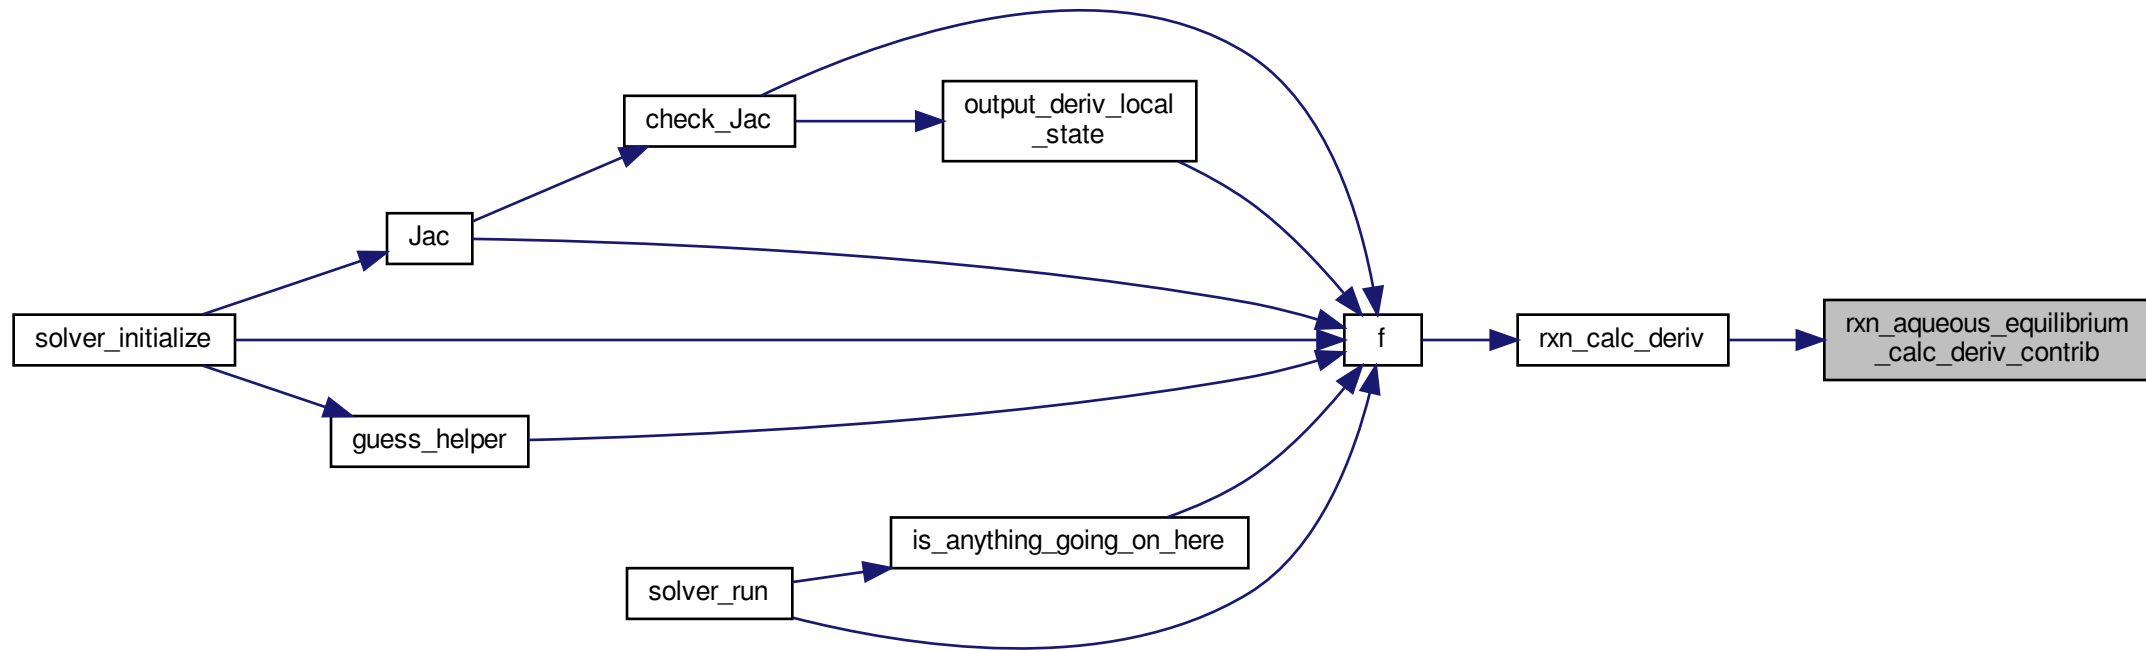 check_Jac
output_deriv_local
_state
Jac
solver_initialize
guess_helper
f
rxn_calc_deriv
rxn_aqueous_equilibrium
_calc_deriv_contrib
is_anything_going_on_here
solver_run